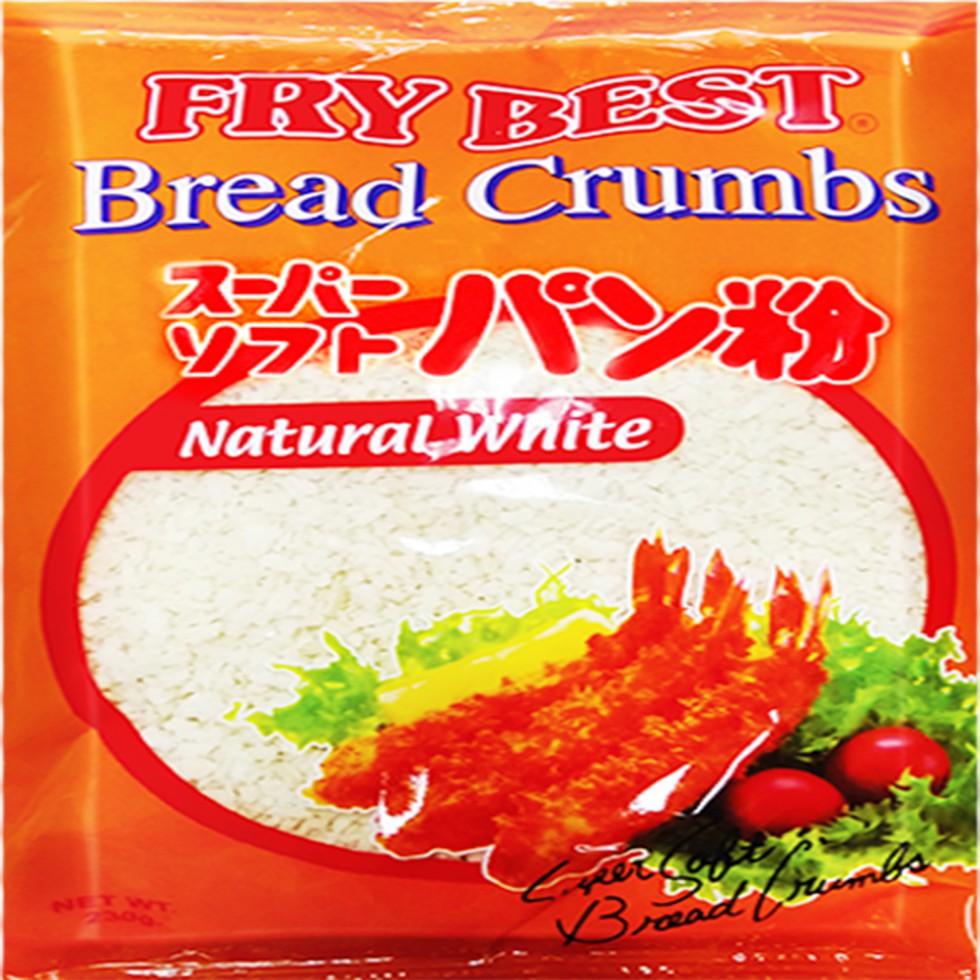 FRY BEST®
Bread Crumbs
スーパー
ソフト パン粉
Natural White
Super Soft
Bread Crumbs
NET WT.
230g.